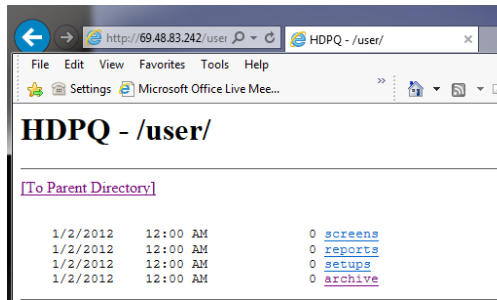 http://69.48.83.242/user
HDPQ - /user/
File Edit View Favorites Tools Help
Settings Microsoft Office Live Mee...
HDPQ - /user/
[To Parent Directory]
1/2/2012 12:00 AM 0 screens
1/2/2012 12:00 AM 0 reports
1/2/2012 12:00 AM 0 setups
1/2/2012 12:00 AM 0 archive